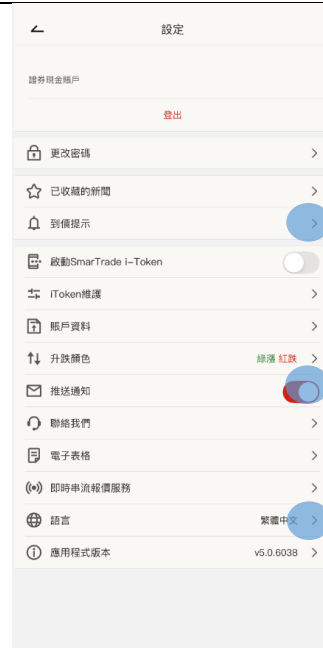 設定
證券現金賬戶
登出
更改密碼
已收藏的新聞
到價提示
啟動SmarTrade i-Token
iToken維護
賬戶資料
升跌顏色 綠漲 紅跌
推送通知
聯絡我們
電子表格
即時串流報價服務
語言 繁體中文
應用程式版本 v5.0.6038